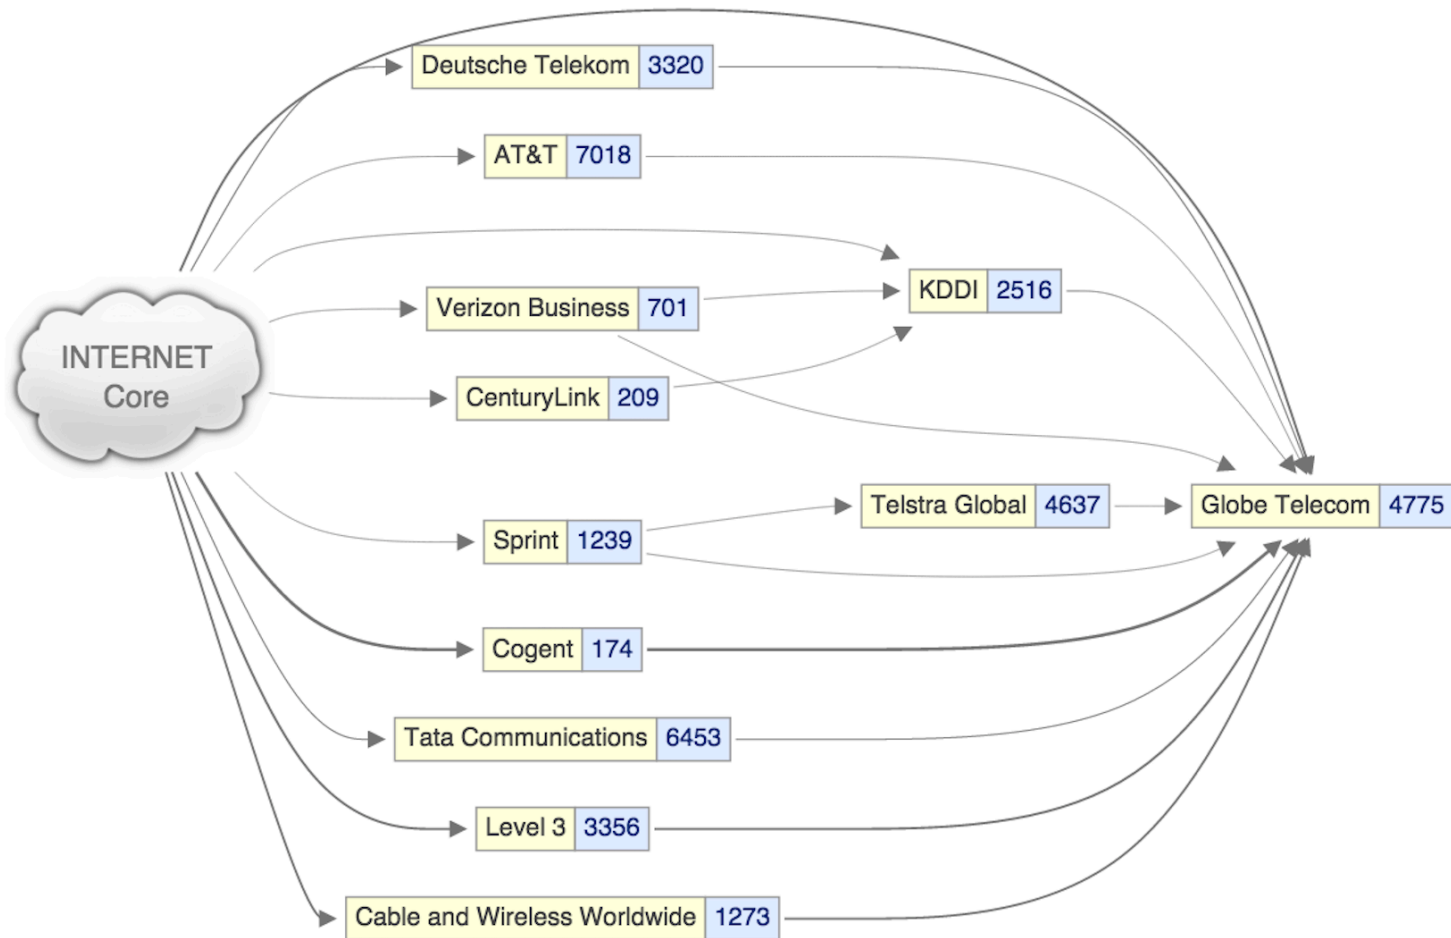 Deutsche Telekom 3320
AT&T 7018
KDDI 2516
Verizon Business 701
INTERNET
Core
CenturyLink 209
Telstra Global 4637
Globe Telecom 4775
Sprint 1239
Cogent 174
Tata Communications 6453
Level 3 3356
Cable and Wireless Worldwide 1273